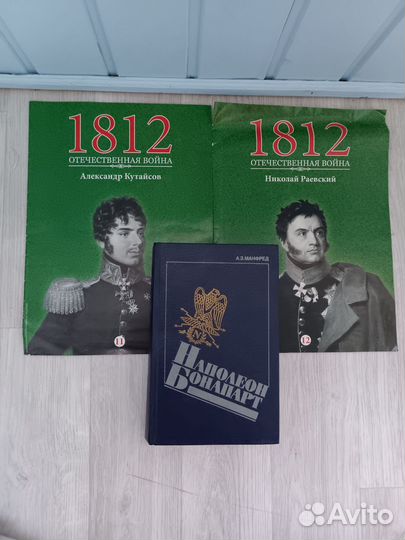 1812
ОТЕЧЕСТВЕННАЯ ВОЙНА
Александр Кутайсов
11
1812
ОТЕЧЕСТВЕННАЯ ВОЙНА
Николай Раевский
12
А.З.МАНФРЕД
N
НАПОЛЕОН
БОНАПАРТ
Avito